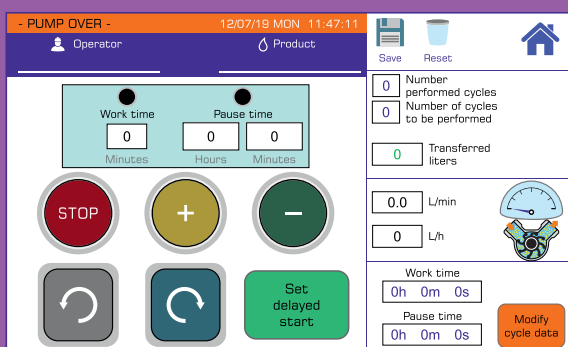 - PUMP OVER - 12/07/19 MON 11:47:11
Operator Product
Save Reset
Number
performed cycles
0
Number of cycles
to be performed
0
Work time Pause time
0 0 0
Minutes Hours Minutes
0 Transferred
liters
STOP + −
0.0 L/min
0 L/h
Set
delayed
start
Work time
0h 0m 0s
Pause time
0h 0m 0s
Modify
cycle data